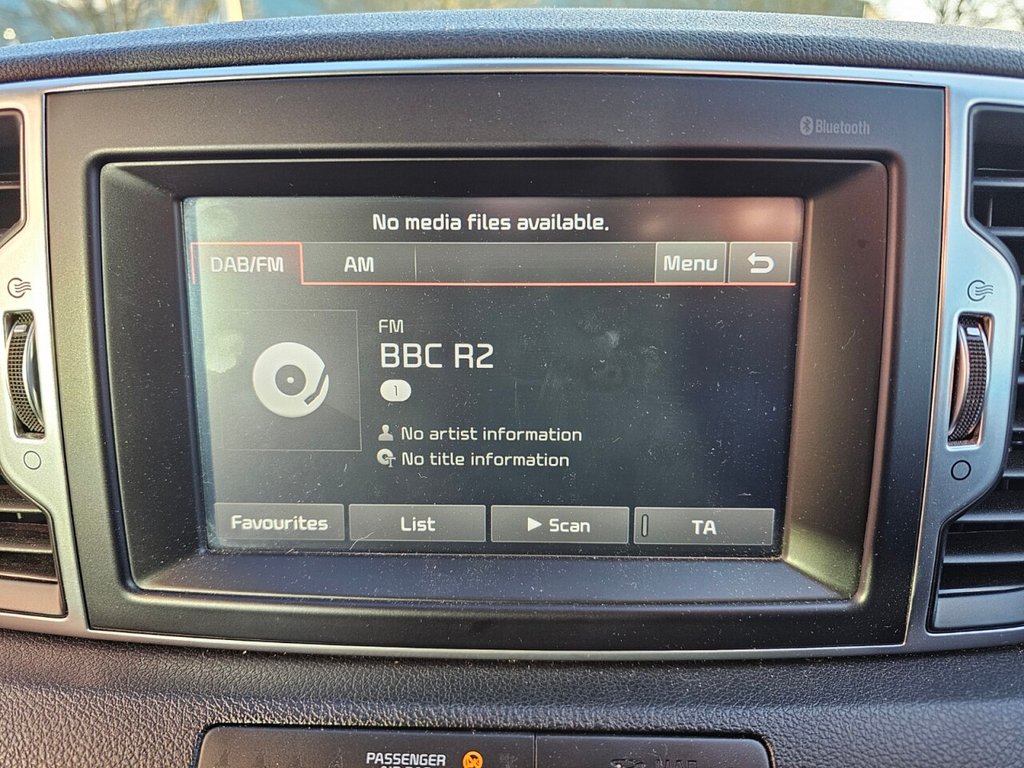 Bluetooth
No media files available.
DAB/FM AM Menu
FM
BBC R2
1
No artist information
No title information
Favourites List Scan TA
PASSENGER